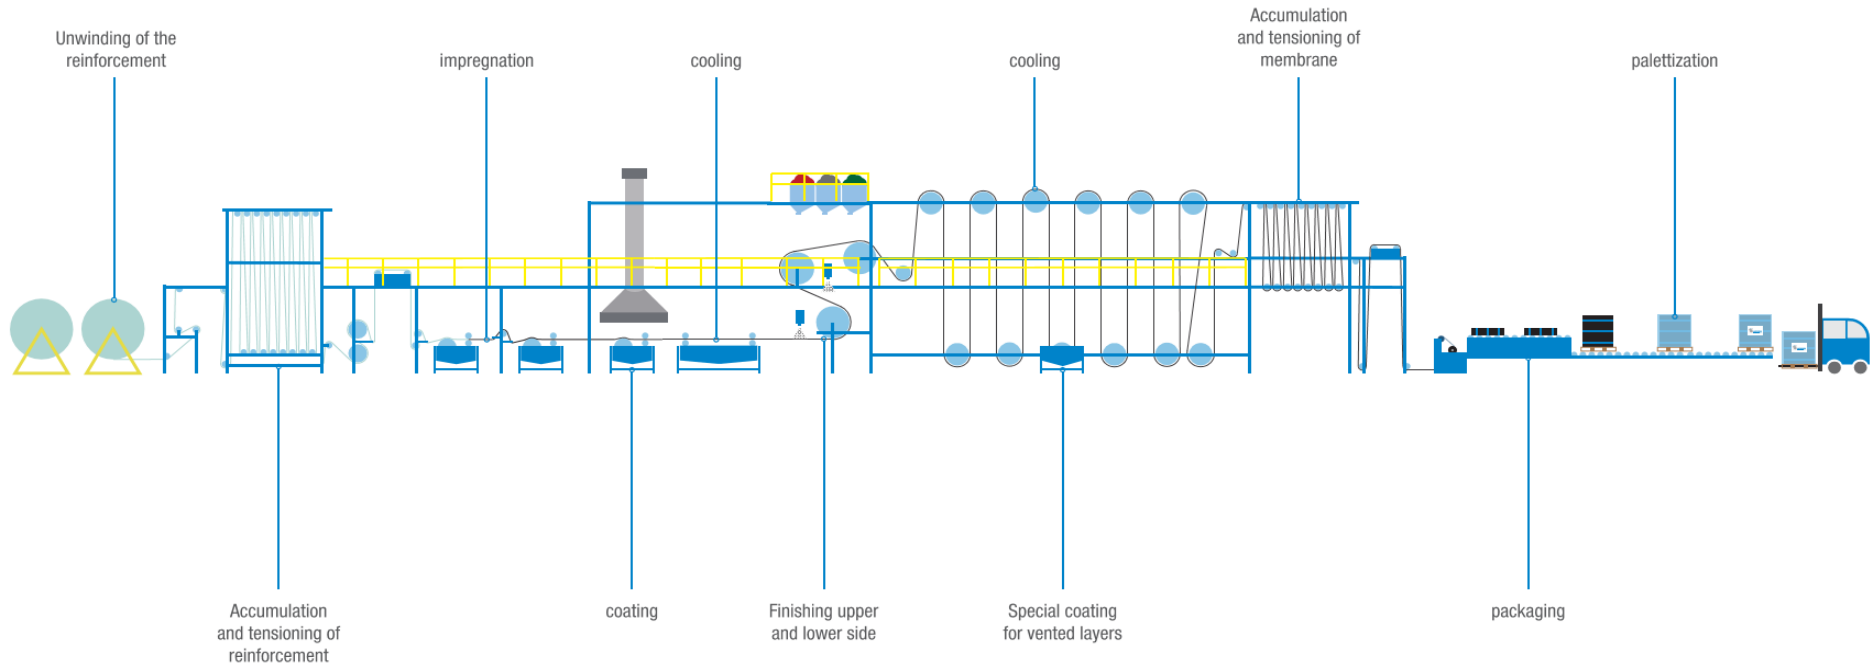 Unwinding of the
reinforcement
impregnation
cooling
cooling
Accumulation
and tensioning of
membrane
palettization
Accumulation
and tensioning of
reinforcement
coating
Finishing upper
and lower side
Special coating
for vented layers
packaging